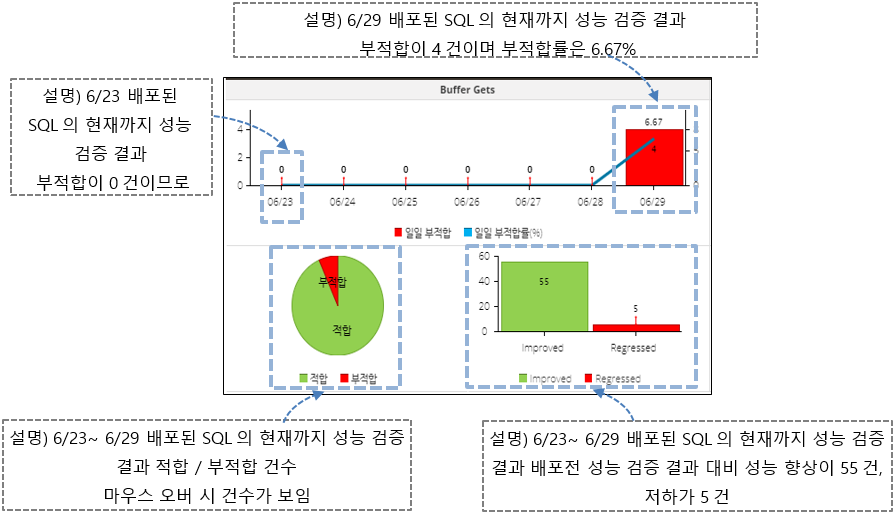 설명) 6/29 배포된 SQL 의 현재까지 성능 검증 결과
부적합이 4 건이며 부적합률은 6.67%
설명) 6/23 배포된
SQL 의 현재까지 성능
검증 결과
부적합이 0 건이므로
Buffer Gets
4
2
0
0 0 0 0 0 0 6.67
4
06/23 06/24 06/25 06/26 06/27 06/28 06/29
일일 부적합 일일 부적합률(%)
부적합
적합
적합 부적합
60
40
20
0
55
5
Improved Regressed
Improved Regressed
설명) 6/23~ 6/29 배포된 SQL 의 현재까지 성능 검증
결과 적합 / 부적합 건수
마우스 오버 시 건수가 보임
설명) 6/23~ 6/29 배포된 SQL 의 현재까지 성능 검증
결과 배포전 성능 검증 결과 대비 성능 향상이 55 건,
저하가 5 건